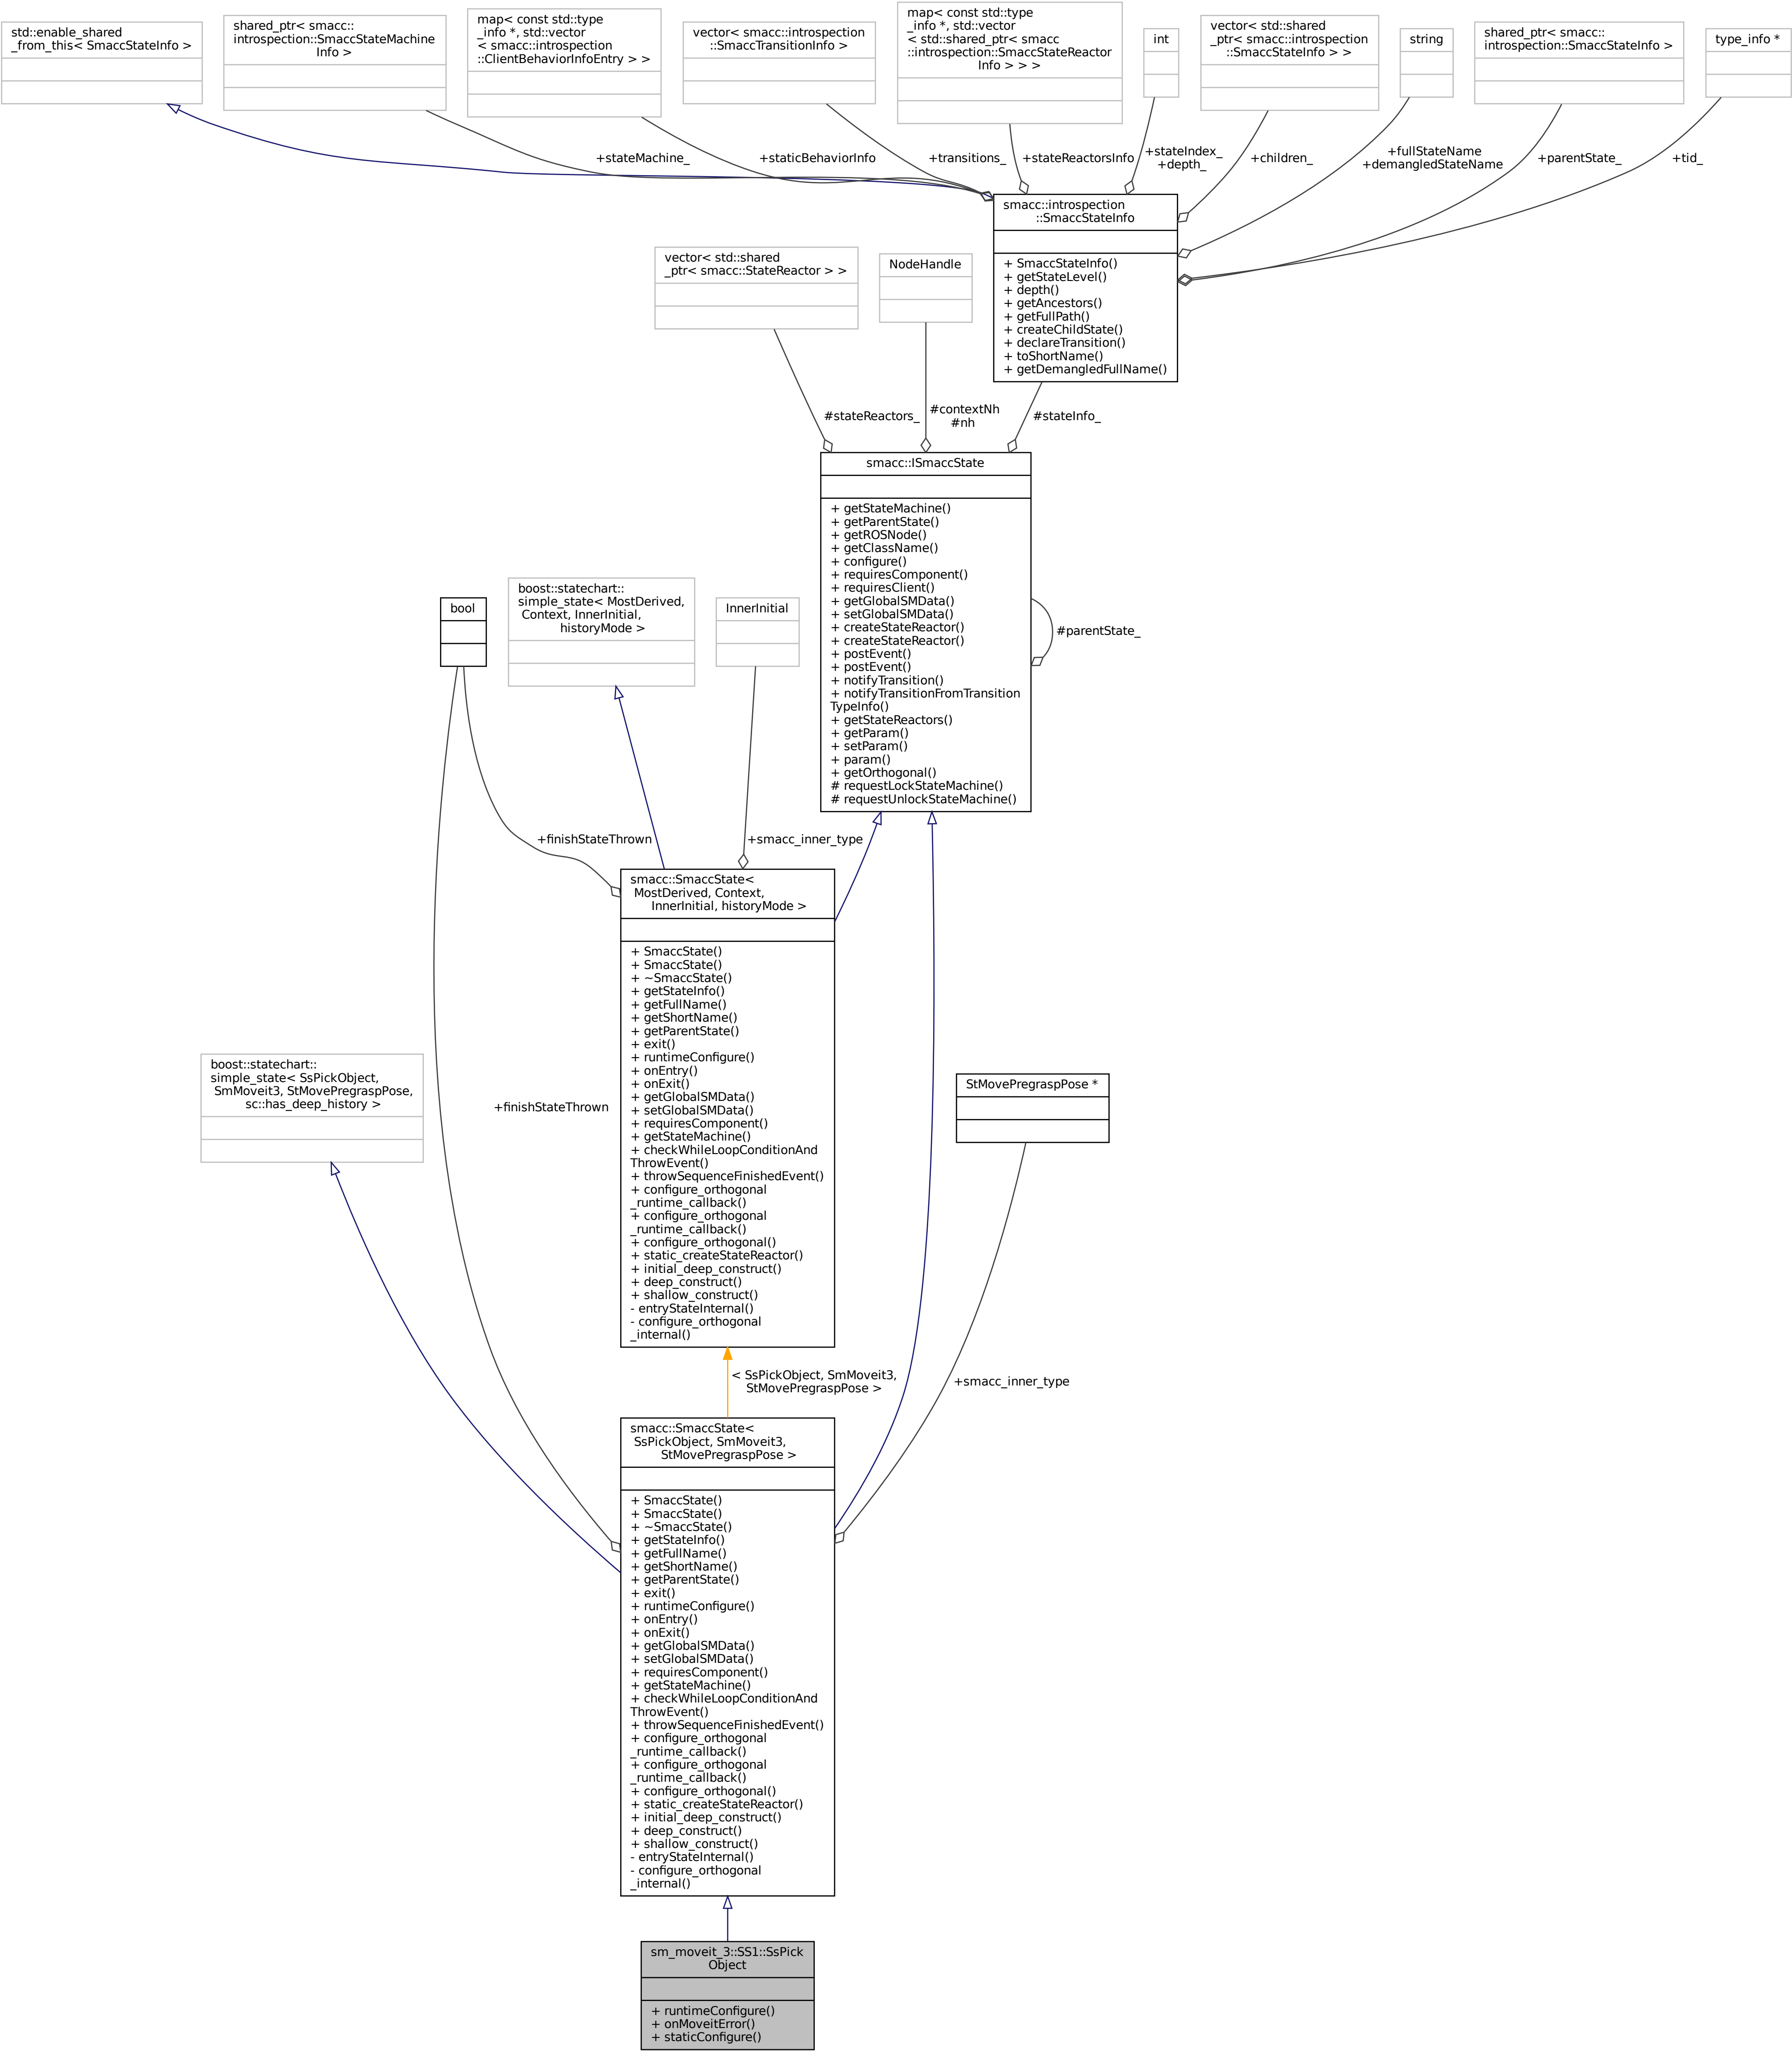 std::enable_shared
_from_this< SmaccStateInfo >
shared_ptr< smacc::
introspection::SmaccStateMachine
Info >
map< const std::type
_info *, std::vector
< smacc::introspection
::ClientBehaviorInfoEntry > >
vector< smacc::introspection
::SmaccTransitionInfo >
map< const std::type
_info *, std::vector
< std::shared_ptr< smacc
::introspection::SmaccStateReactor
Info > > >
int
vector< std::shared
_ptr< smacc::introspection
::SmaccStateInfo > >
string
shared_ptr< smacc::
introspection::SmaccStateInfo >
type_info *
+stateMachine_
+staticBehaviorInfo
+transitions_
+stateReactorsInfo
+stateIndex_
+depth_
+children_
+fullStateName
+demangledStateName
+parentState_
+tid_
smacc::introspection
::SmaccStateInfo
+ SmaccStateInfo()
+ getStateLevel()
+ depth()
+ getAncestors()
+ getFullPath()
+ createChildState()
+ declareTransition()
+ toShortName()
+ getDemangledFullName()
vector< std::shared
_ptr< smacc::StateReactor > >
NodeHandle
#stateReactors_
#contextNh
#nh
#stateInfo_
smacc::ISmaccState
+ getStateMachine()
+ getParentState()
+ getROSNode()
+ getClassName()
+ configure()
+ requiresComponent()
+ requiresClient()
+ getGlobalSMData()
+ setGlobalSMData()
+ createStateReactor()
+ createStateReactor()
+ postEvent()
+ postEvent()
+ notifyTransition()
+ notifyTransitionFromTransition
TypeInfo()
+ getStateReactors()
+ getParam()
+ setParam()
+ param()
+ getOrthogonal()
# requestLockStateMachine()
# requestUnlockStateMachine()
#parentState_
bool
boost::statechart::
simple_state< MostDerived,
Context, InnerInitial,
historyMode >
InnerInitial
+finishStateThrown
+smacc_inner_type
smacc::SmaccState<
MostDerived, Context,
InnerInitial, historyMode >
+ SmaccState()
+ SmaccState()
+ ~SmaccState()
+ getStateInfo()
+ getFullName()
+ getShortName()
+ getParentState()
+ exit()
+ runtimeConfigure()
+ onEntry()
+ onExit()
+ getGlobalSMData()
+ setGlobalSMData()
+ requiresComponent()
+ getStateMachine()
+ checkWhileLoopConditionAnd
ThrowEvent()
+ throwSequenceFinishedEvent()
+ configure_orthogonal
_runtime_callback()
+ configure_orthogonal
_runtime_callback()
+ configure_orthogonal()
+ static_createStateReactor()
+ initial_deep_construct()
+ deep_construct()
+ shallow_construct()
- entryStateInternal()
- configure_orthogonal
_internal()
boost::statechart::
simple_state< SsPickObject,
SmMoveit3, StMovePregraspPose,
sc::has_deep_history >
+finishStateThrown
StMovePregraspPose *
< SsPickObject, SmMoveit3,
StMovePregraspPose >
+smacc_inner_type
smacc::SmaccState<
SsPickObject, SmMoveit3,
StMovePregraspPose >
+ SmaccState()
+ SmaccState()
+ ~SmaccState()
+ getStateInfo()
+ getFullName()
+ getShortName()
+ getParentState()
+ exit()
+ runtimeConfigure()
+ onEntry()
+ onExit()
+ getGlobalSMData()
+ setGlobalSMData()
+ requiresComponent()
+ getStateMachine()
+ checkWhileLoopConditionAnd
ThrowEvent()
+ throwSequenceFinishedEvent()
+ configure_orthogonal
_runtime_callback()
+ configure_orthogonal
_runtime_callback()
+ configure_orthogonal()
+ static_createStateReactor()
+ initial_deep_construct()
+ deep_construct()
+ shallow_construct()
- entryStateInternal()
- configure_orthogonal
_internal()
sm_moveit_3::SS1::SsPick
Object
+ runtimeConfigure()
+ onMoveitError()
+ staticConfigure()